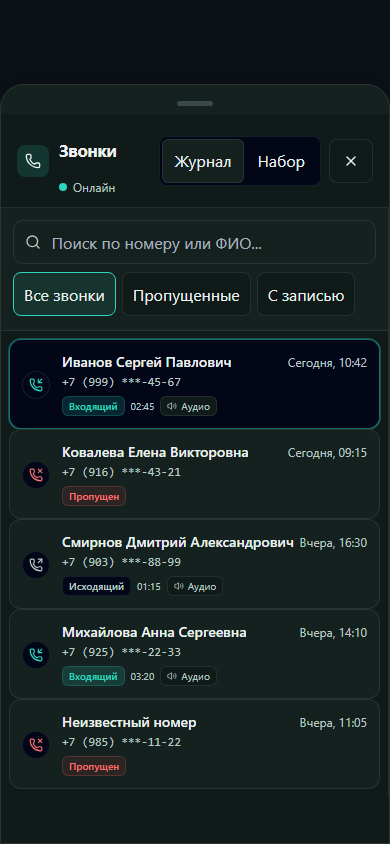 Звонки
Онлайн
Журнал
Набор
Поиск по номеру или ФИО...
Все звонки
Пропущенные
С записью
Иванов Сергей Павлович
Сегодня, 10:42
+7 (999) ***-45-67
Входящий 02:45 Аудио
Ковалева Елена Викторовна
Сегодня, 09:15
+7 (916) ***-43-21
Пропущен
Смирнов Дмитрий Александрович
Вчера, 16:30
+7 (903) ***-88-99
Исходящий 01:15 Аудио
Михайлова Анна Сергеевна
Вчера, 14:10
+7 (925) ***-22-33
Входящий 03:20 Аудио
Неизвестный номер
Вчера, 11:05
+7 (985) ***-11-22
Пропущен